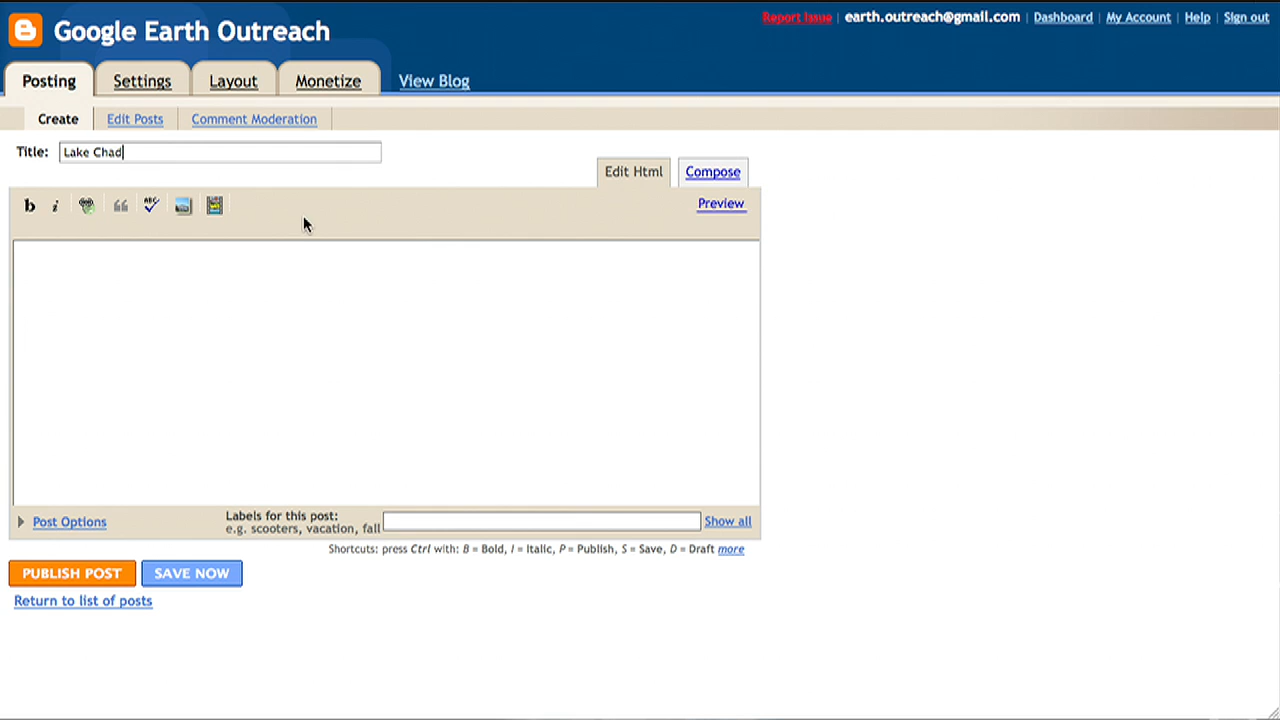 Report Issue | earth.outreach@gmail.com | Dashboard | My Account | Help | Sign out
Google Earth Outreach
Posting Settings Layout Monetize View Blog
Create Edit Posts Comment Moderation
Title: Lake Chad
Edit Html Compose
b i ABC Preview
Post Options
Labels for this post:
e.g. scooters, vacation, fall
Show all
Shortcuts: press Ctrl with: B = Bold, I = Italic, P = Publish, S = Save, D = Draft more
PUBLISH POST SAVE NOW
Return to list of posts